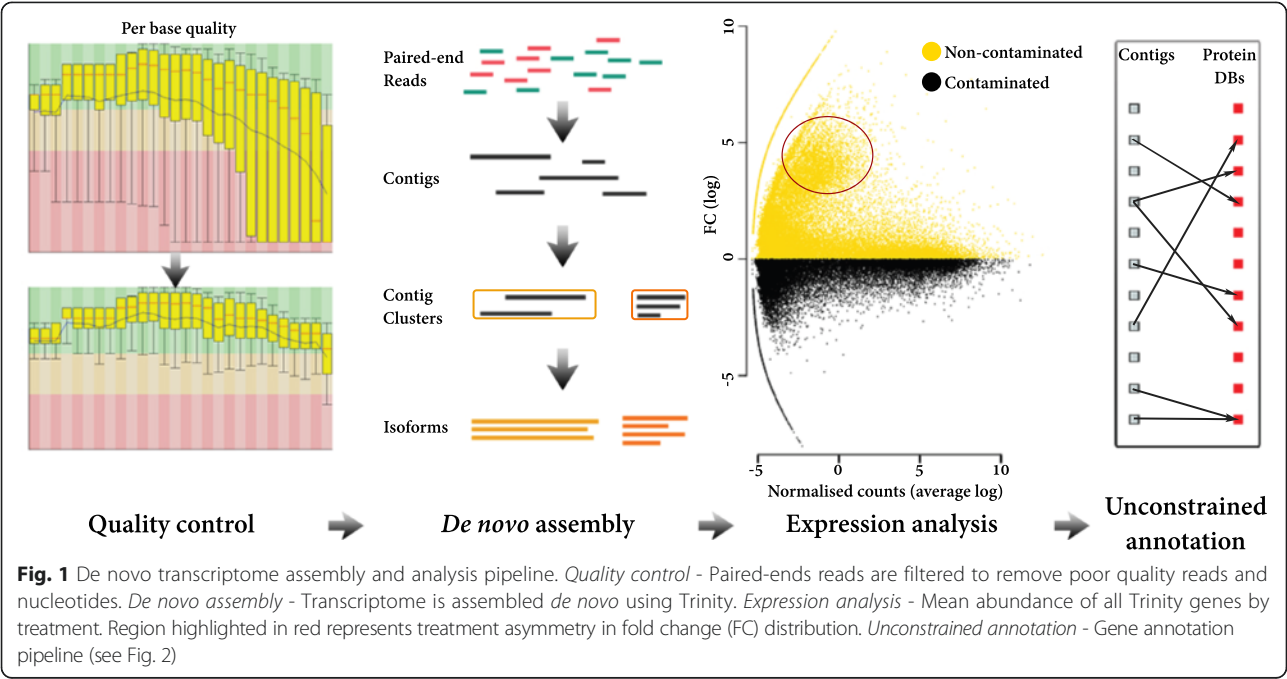 Per base quality
Paired-end
Reads
Contigs
Contig
Clusters
Isoforms
10
5
0
-5
FC (log)
Non-contaminated
Contaminated
-5
0
5
10
Normalised counts (average log)
Contigs
Protein
DBs
Quality control
De novo assembly
Expression analysis
Unconstrained
annotation
Fig. 1 De novo transcriptome assembly and analysis pipeline. Quality control - Paired-ends reads are filtered to remove poor quality reads and
nucleotides. De novo assembly - Transcriptome is assembled de novo using Trinity. Expression analysis - Mean abundance of all Trinity genes by
treatment. Region highlighted in red represents treatment asymmetry in fold change (FC) distribution. Unconstrained annotation - Gene annotation
pipeline (see Fig. 2)